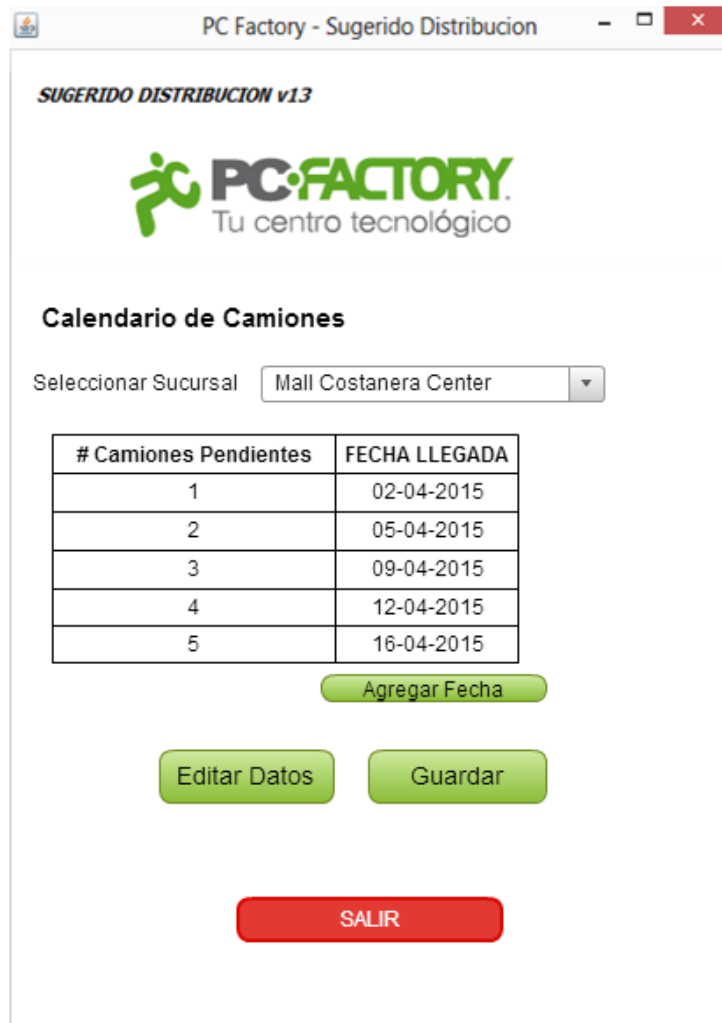 PC Factory - Sugerido Distribucion
SUGERIDO DISTRIBUCION v13
PC·FACTORY.
Tu centro tecnológico
Calendario de Camiones
Seleccionar Sucursal Mall Costanera Center
# Camiones Pendientes FECHA LLEGADA
1 02-04-2015
2 05-04-2015
3 09-04-2015
4 12-04-2015
5 16-04-2015
Agregar Fecha
Editar Datos Guardar
SALIR